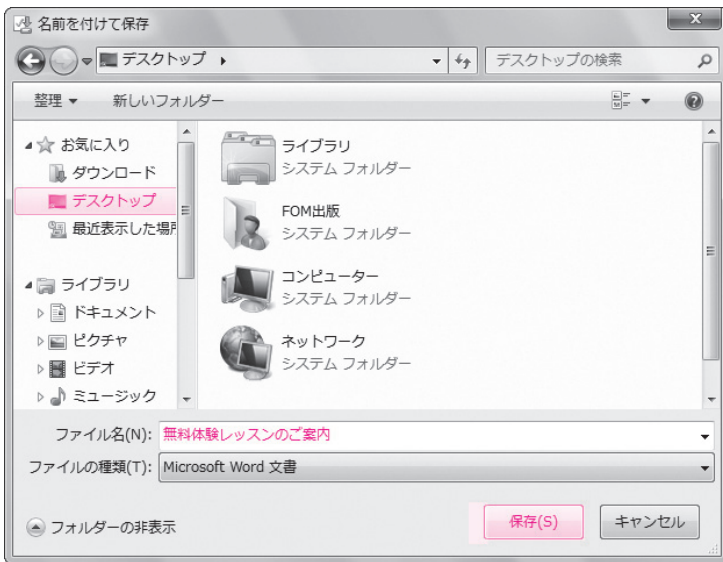 名前を付けて保存
デスクトップ
デスクトップの検索
整理
新しいフォルダー
お気に入り
ダウンロード
デスクトップ
最近表示した場所
ライブラリ
ドキュメント
ピクチャ
ビデオ
ミュージック
ライブラリ
システム フォルダー
FOM出版
システム フォルダー
コンピューター
システム フォルダー
ネットワーク
システム フォルダー
ファイル名(N): 無料体験レッスンのご案内
ファイルの種類(T): Microsoft Word 文書
フォルダーの非表示
保存(S)
キャンセル